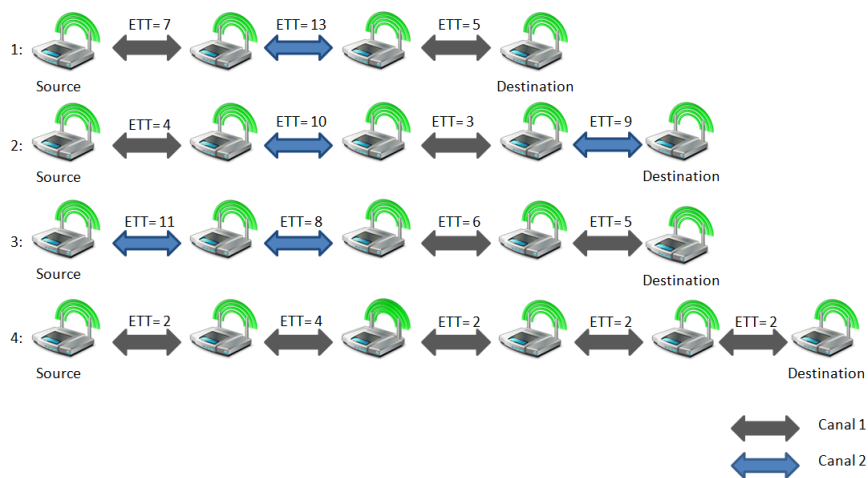 ETT= 7 ETT= 13 ETT= 5
1:
Source Destination
ETT= 4 ETT= 10 ETT= 3 ETT= 9
2:
Source Destination
ETT= 11 ETT= 8 ETT= 6 ETT= 5
3:
Source Destination
ETT= 2 ETT= 4 ETT= 2 ETT= 2 ETT= 2
4:
Source Destination
Canal 1
Canal 2